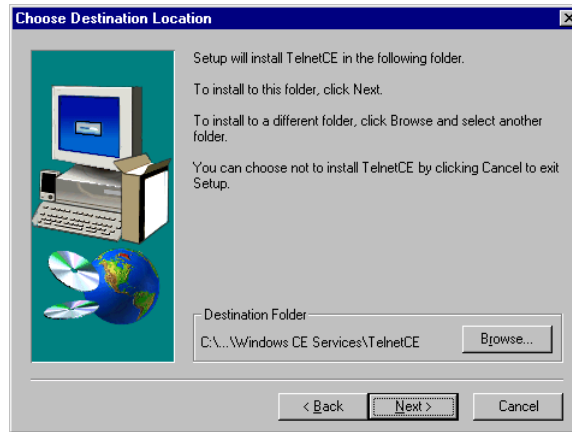 Choose Destination Location
Setup will install TelnetCE in the following folder.
To install to this folder, click Next.
To install to a different folder, click Browse and select another
folder.
You can choose not to install TelnetCE by clicking Cancel to exit
Setup.
Destination Folder
C:\...\Windows CE Services\TelnetCE
Browse...
< Back
Next >
Cancel